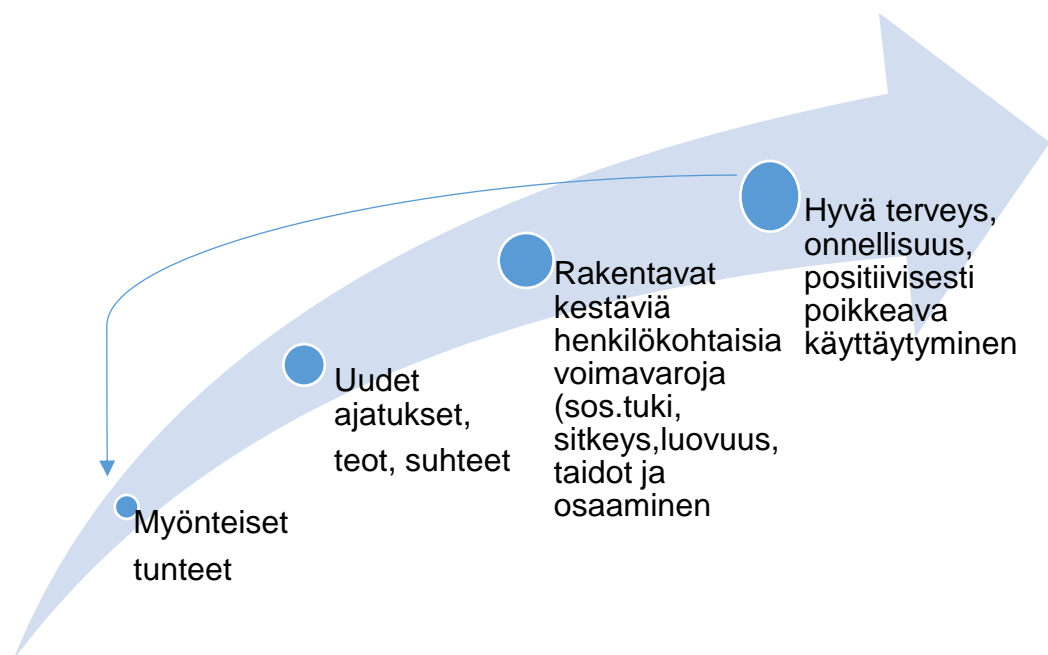 Myönteiset
tunteet
Uudet
ajatukset,
teot, suhteet
Rakentavat
kestäviä
henkilökohtaisia
voimavaroja
(sos.tuki,
sitkeys,luovuus,
taidot ja
osaaminen
Hyvä terveys,
onnellisuus,
positiivisesti
poikkeava
käyttäytyminen